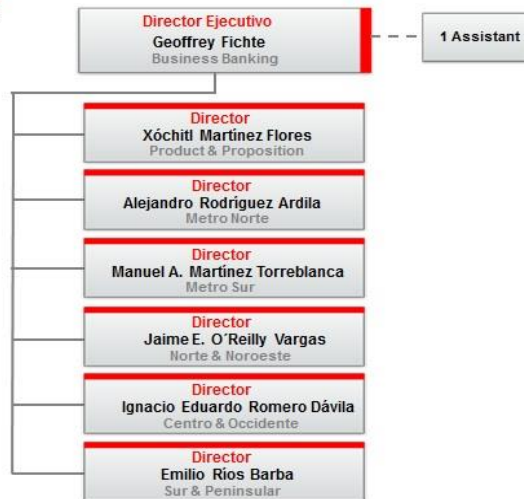 Director Ejecutivo
Geoffrey Fichte
Business Banking
1 Assistant
Director
Xóchitl Martínez Flores
Product & Proposition
Director
Alejandro Rodríguez Ardila
Metro Norte
Director
Manuel A. Martínez Torreblanca
Metro Sur
Director
Jaime E. O´Reilly Vargas
Norte & Noroeste
Director
Ignacio Eduardo Romero Dávila
Centro & Occidente
Director
Emilio Ríos Barba
Sur & Peninsular